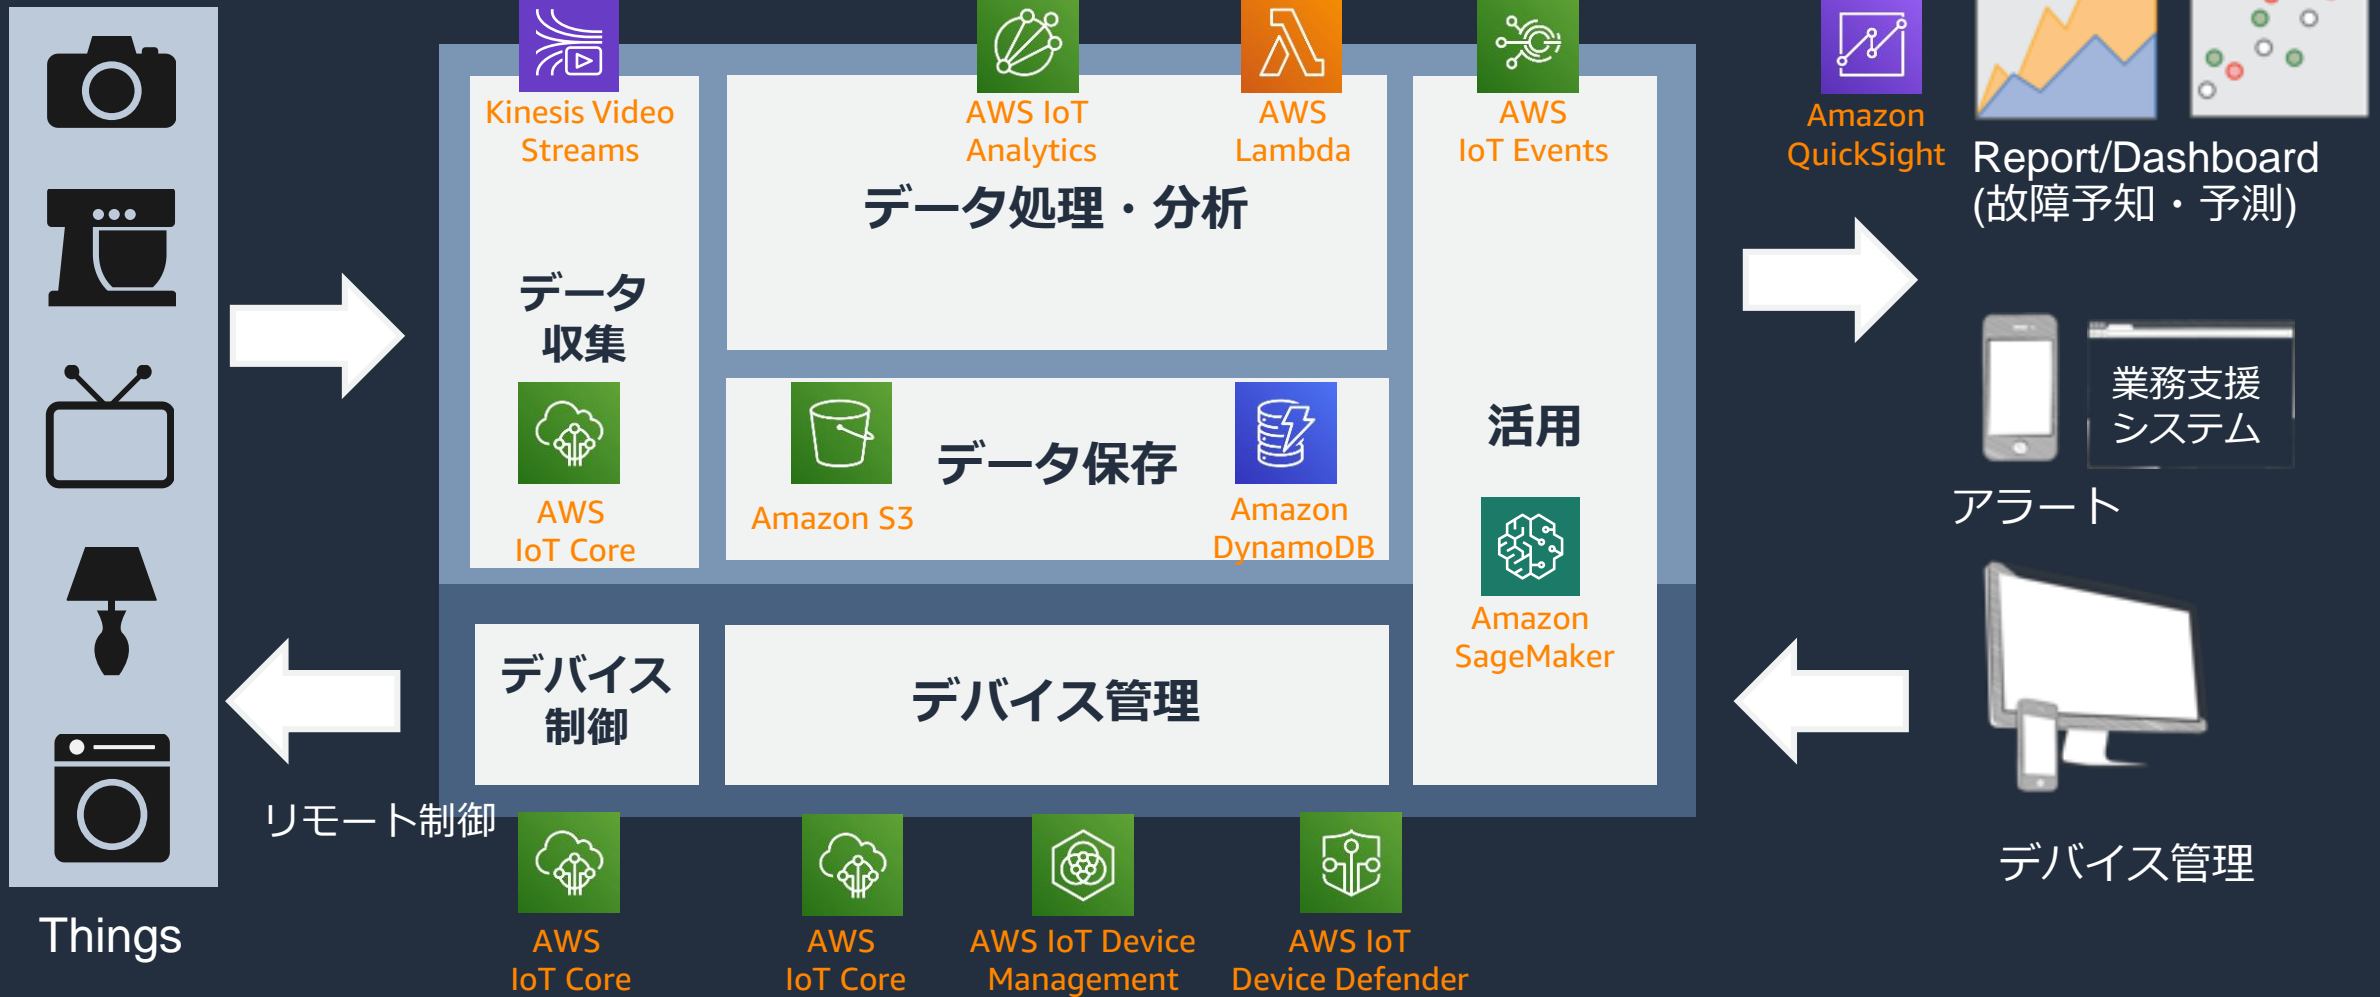 Kinesis Video
Streams
AWS IoT
Analytics
AWS
Lambda
AWS
IoT Events
Amazon
QuickSight
Report/Dashboard
(故障予知・予測)
データ処理・分析
データ
収集
AWS
IoT Core
Amazon S3
データ保存
Amazon
DynamoDB
活用
Amazon
SageMaker
業務支援
システム
アラート
デバイス
制御
デバイス管理
リモート制御
デバイス管理
Things
AWS
IoT Core
AWS
IoT Core
AWS IoT Device
Management
AWS IoT
Device Defender